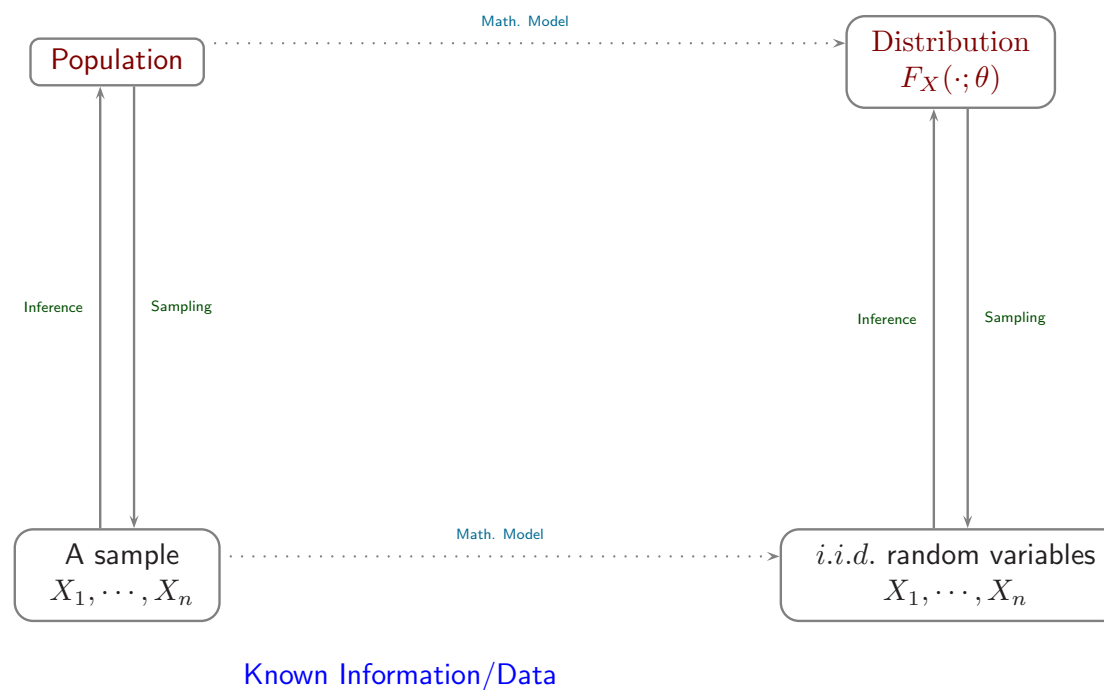 Math. Model
Population
Distribution
$F_X(\cdot; \theta)$
Inference
Sampling
Inference
Sampling
Math. Model
A sample
$X_1, \cdots, X_n$
i.i.d. random variables
$X_1, \cdots, X_n$
Known Information/Data